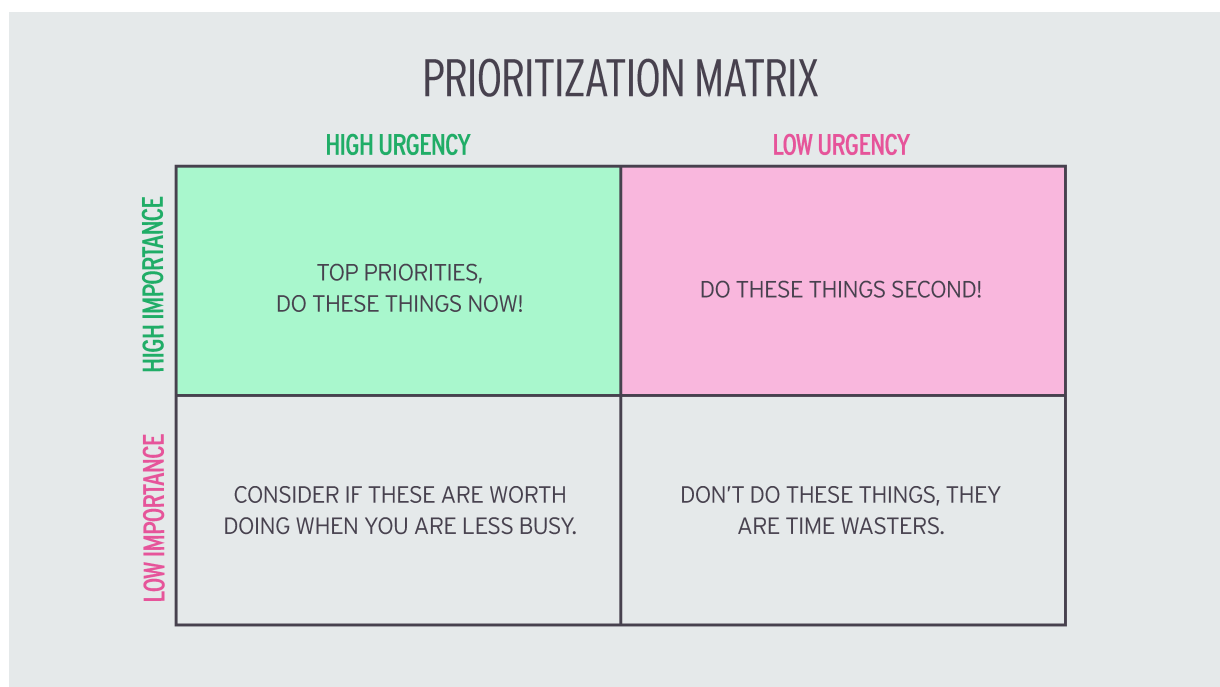 PRIORITIZATION MATRIX
HIGH URGENCY
LOW URGENCY
HIGH IMPORTANCE
TOP PRIORITIES,
DO THESE THINGS NOW!
DO THESE THINGS SECOND!
LOW IMPORTANCE
CONSIDER IF THESE ARE WORTH
DOING WHEN YOU ARE LESS BUSY.
DON'T DO THESE THINGS, THEY
ARE TIME WASTERS.